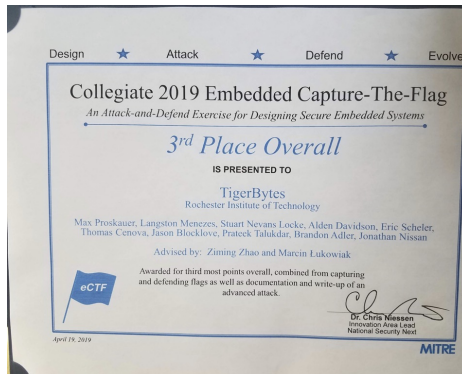 Design ★ Attack ★ Defend ★ Evolve
Collegiate 2019 Embedded Capture-The-Flag
An Attack-and-Defend Exercise for Designing Secure Embedded Systems
3rd Place Overall
IS PRESENTED TO
TigerBytes
Rochester Institute of Technology
Max Proskauer, Langston Menezes, Stuart Nevans Locke, Alden Davidson, Eric Scheler,
Thomas Cenova, Jason Blocklove, Prateek Talukdar, Brandon Adler, Jonathan Nissan
Advised by: Ziming Zhao and Marcin Łukowiak
Awarded for third most points overall, combined from capturing
and defending flags as well as documentation and write-up of an
advanced attack.
eCTF
Dr. Chris Niessen
Innovation Area Lead
National Security Next
April 19, 2019
MITRE